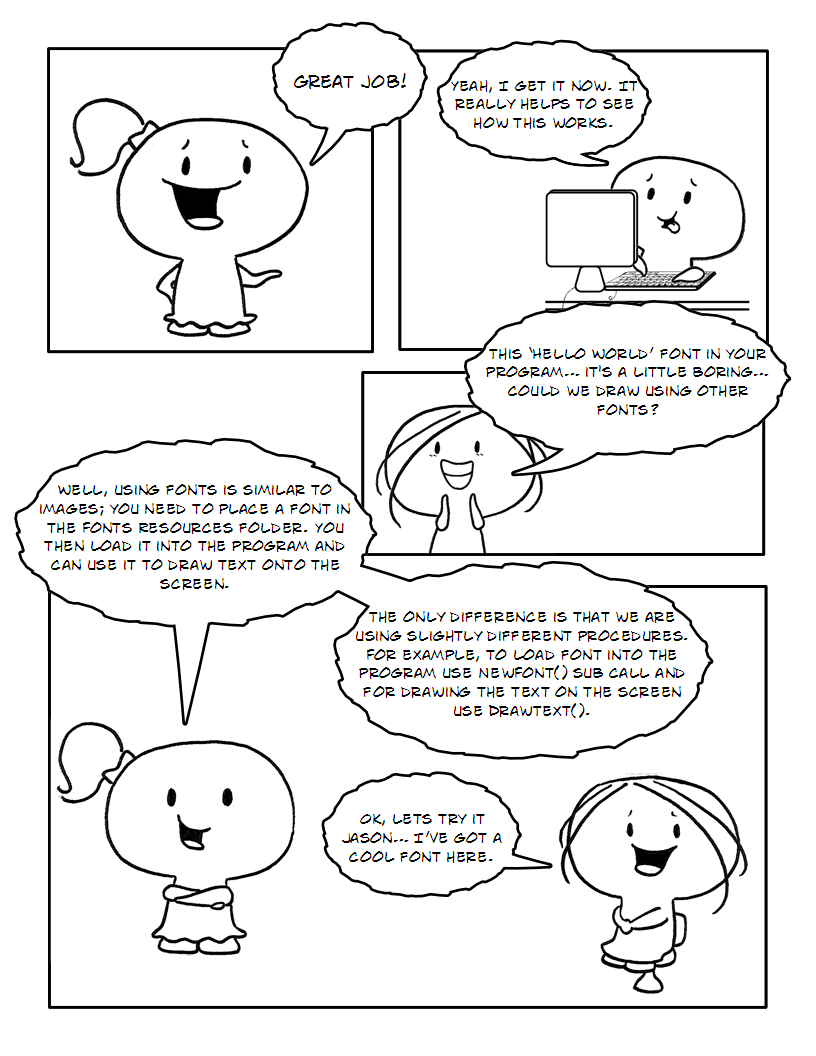 GREAT JOB!
YEAH, I GET IT NOW. IT
REALLY HELPS TO SEE
HOW THIS WORKS.
THIS 'HELLO WORLD' FONT IN YOUR
PROGRAM... IT'S A LITTLE BORING...
COULD WE DRAW USING OTHER
FONTS?
WELL, USING FONTS IS SIMILAR TO
IMAGES; YOU NEED TO PLACE A FONT IN
THE FONTS RESOURCES FOLDER. YOU
THEN LOAD IT INTO THE PROGRAM AND
CAN USE IT TO DRAW TEXT ONTO THE
SCREEN.
THE ONLY DIFFERENCE IS THAT WE ARE
USING SLIGHTLY DIFFERENT PROCEDURES.
FOR EXAMPLE, TO LOAD FONT INTO THE
PROGRAM USE NEWFONT() SUB CALL AND
FOR DRAWING THE TEXT ON THE SCREEN
USE DRAWTEXT().
OK, LETS TRY IT
JASON... I'VE GOT A
COOL FONT HERE.